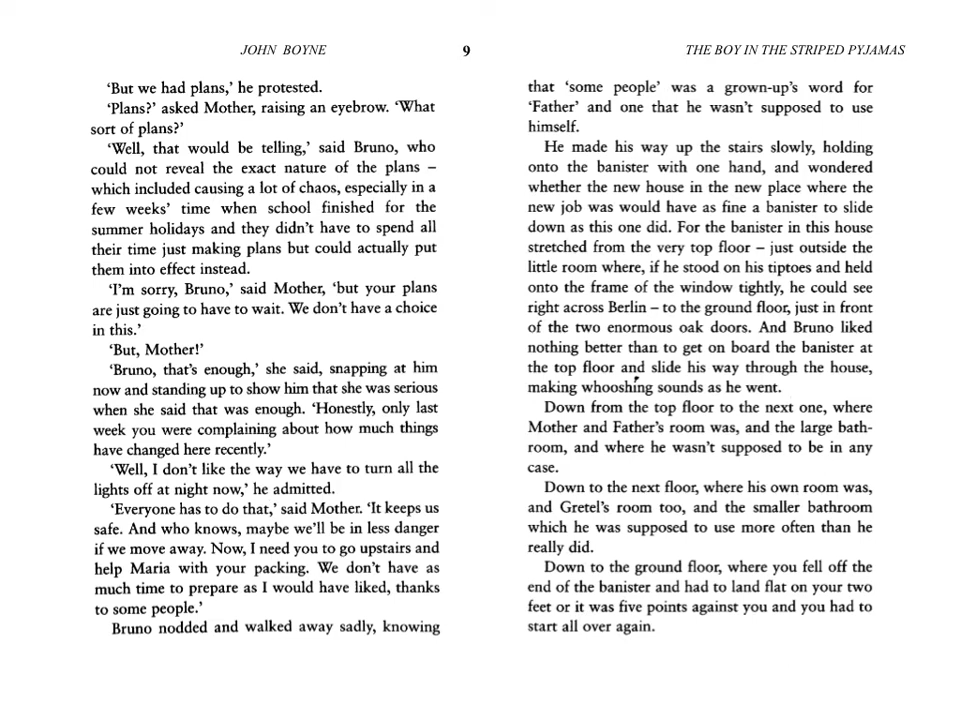 JOHN BOYNE
9
THE BOY IN THE STRIPED PYJAMAS
‘But we had plans,’ he protested.
‘Plans?’ asked Mother, raising an eyebrow. ‘What
sort of plans?’
‘Well, that would be telling,’ said Bruno, who
could not reveal the exact nature of the plans –
which included causing a lot of chaos, especially in a
few weeks’ time when school finished for the
summer holidays and they didn’t have to spend all
their time just making plans but could actually put
them into effect instead.
‘I’m sorry, Bruno,’ said Mother, ‘but your plans
are just going to have to wait. We don’t have a choice
in this.’
‘But, Mother!’
‘Bruno, that’s enough,’ she said, snapping at him
now and standing up to show him that she was serious
when she said that was enough. ‘Honestly, only last
week you were complaining about how much things
have changed here recently.’
‘Well, I don’t like the way we have to turn all the
lights off at night now,’ he admitted.
‘Everyone has to do that,’ said Mother. ‘It keeps us
safe. And who knows, maybe we’ll be in less danger
if we move away. Now, I need you to go upstairs and
help Maria with your packing. We don’t have as
much time to prepare as I would have liked, thanks
to some people.’
Bruno nodded and walked away sadly, knowing
that ‘some people’ was a grown-up’s word for
‘Father’ and one that he wasn’t supposed to use
himself.
He made his way up the stairs slowly, holding
onto the banister with one hand, and wondered
whether the new house in the new place where the
new job was would have as fine a banister to slide
down as this one did. For the banister in this house
stretched from the very top floor – just outside the
little room where, if he stood on his tiptoes and held
onto the frame of the window tightly, he could see
right across Berlin – to the ground floor, just in front
of the two enormous oak doors. And Bruno liked
nothing better than to get on board the banister at
the top floor and slide his way through the house,
making whooshing sounds as he went.
Down from the top floor to the next one, where
Mother and Father’s room was, and the large bath-
room, and where he wasn’t supposed to be in any
case.
Down to the next floor, where his own room was,
and Gretel’s room too, and the smaller bathroom
which he was supposed to use more often than he
really did.
Down to the ground floor, where you fell off the
end of the banister and had to land flat on your two
feet or it was five points against you and you had to
start all over again.